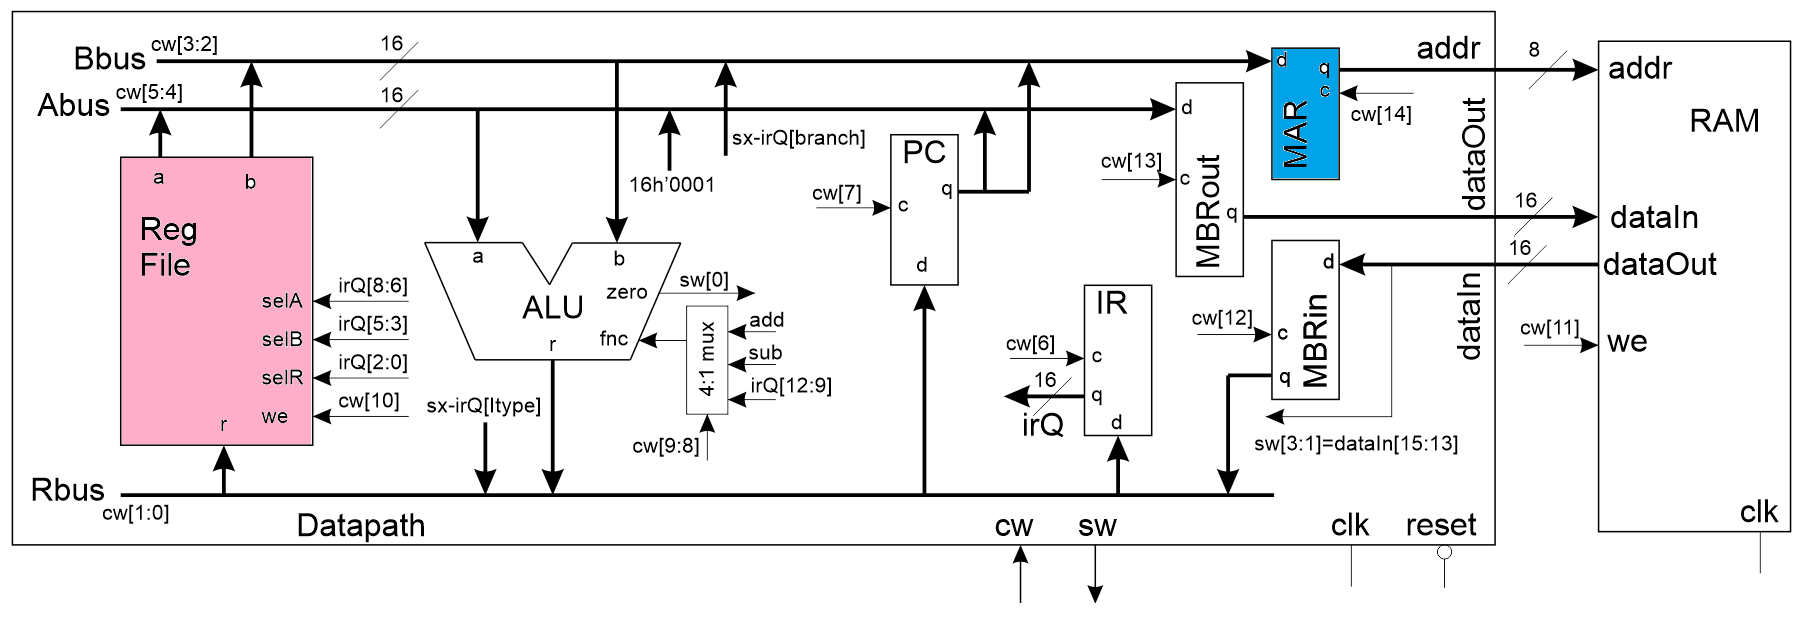 Bbus cw[3:2] 16
Abus cw[5:4] 16
a b
Reg
File
selA irQ[8:6]
selB irQ[5:3]
selR irQ[2:0]
we cw[10]
r
Rbus
cw[1:0]
a b
zero sw[0]
ALU
fnc
r
4:1 mux
add
sub
irQ[12:9]
cw[9:8]
sx-irQ[Itype]
16h'0001
sx-irQ[branch]
PC
q
cw[7] c
d
IR
cw[6] c
16 q
irQ
d
d
cw[13] c
q
MBRout
d
q
c
MAR
cw[14]
addr 8
dataOut
16
16
dataIn
d
cw[12] c
q
MBRin
sw[3:1]=dataIn[15:13]
addr
RAM
dataIn
dataOut
cw[11] we
clk
Datapath cw sw clk reset